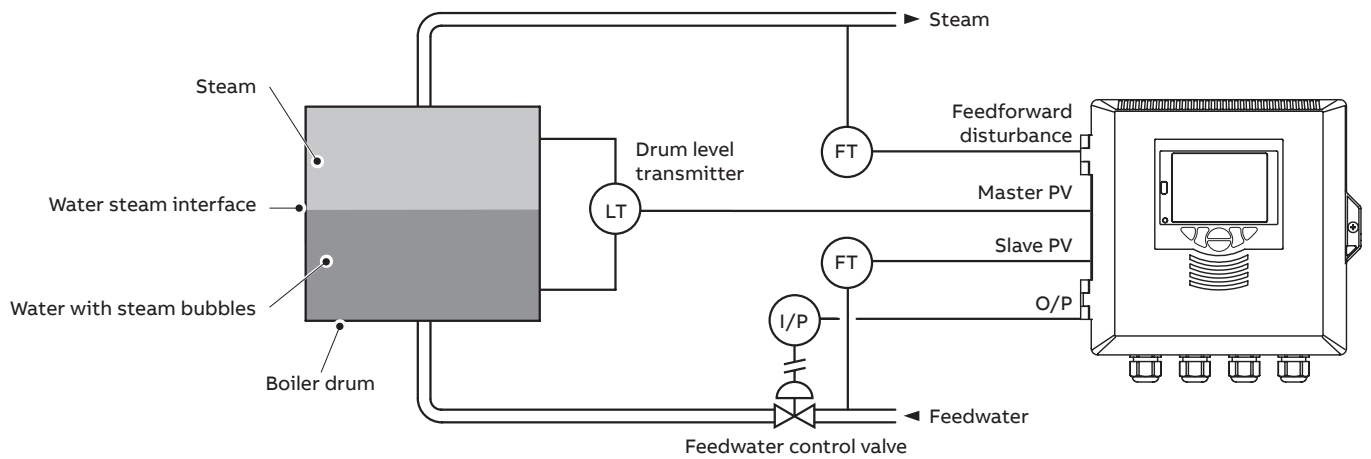 Steam
Steam
Feedforward
disturbance
FT
Drum level
transmitter
Water steam interface
LT
Master PV
FT
Slave PV
Water with steam bubbles
I/P
O/P
Boiler drum
Feedwater
Feedwater control valve